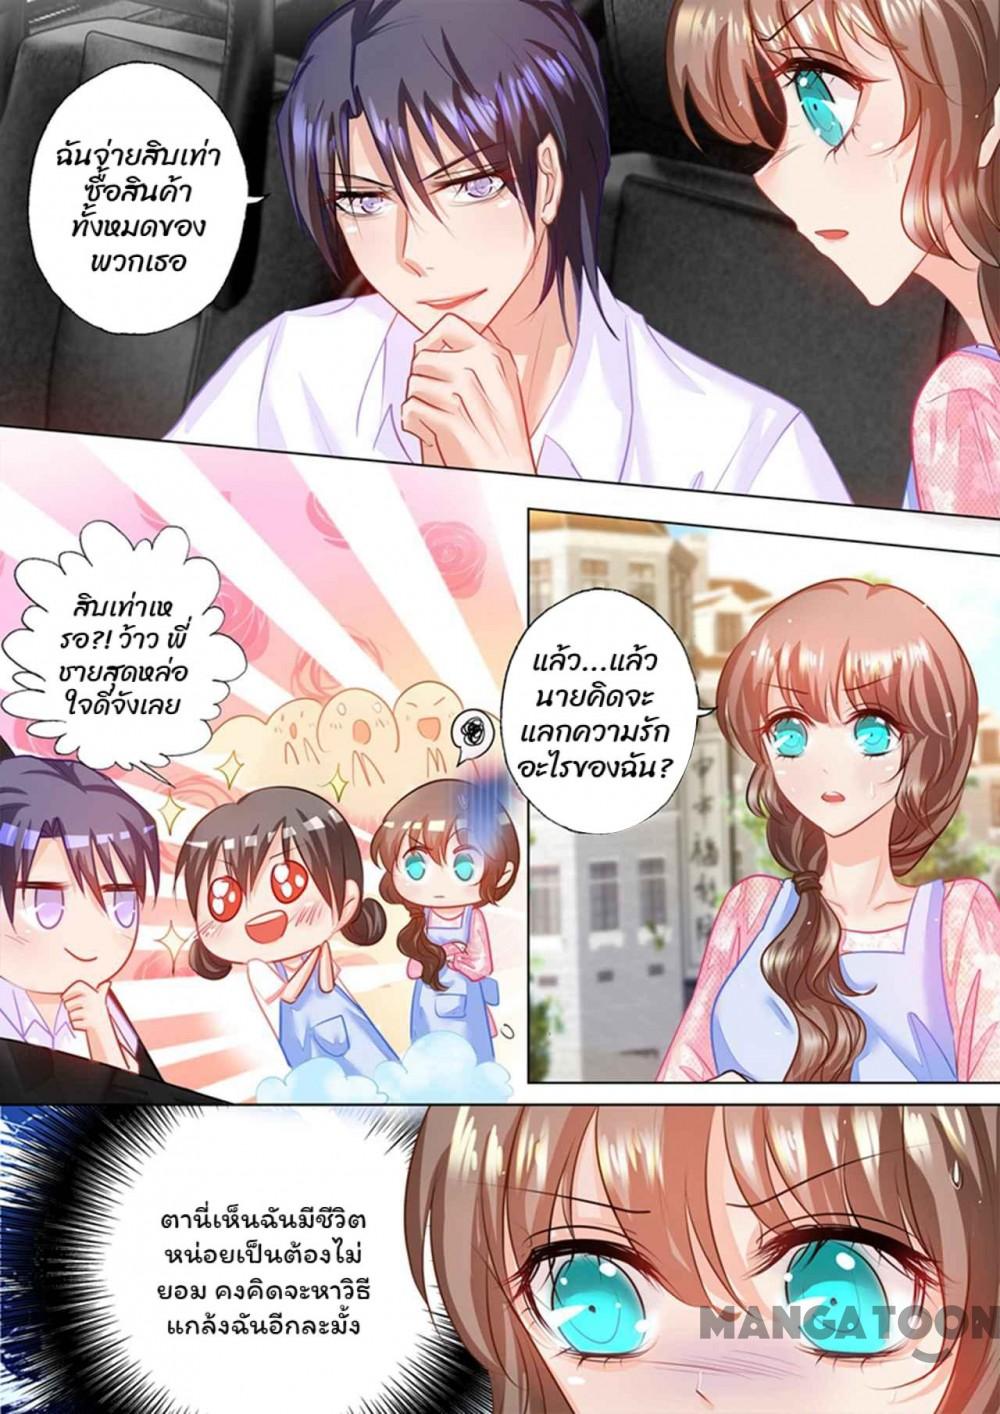 ฉันจ่ายสิบเท่า
ซื้อสินค้า
ทั้งหมดของ
พวกเธอ
สิบเท่าเห
รอ?! ว้าว พี่
ชายสุดหล่อ
ใจดีจังเลย
แล้ว...แล้ว
นายคิดจะ
แลกความรัก
อะไรของฉัน?
ตานี่เห็นฉันมีชีวิต
หน่อยเป็นต้องไม่
ยอม คงคิดจะหาวิธี
แกล้งฉันอีกละมั้ง
MANGATOON